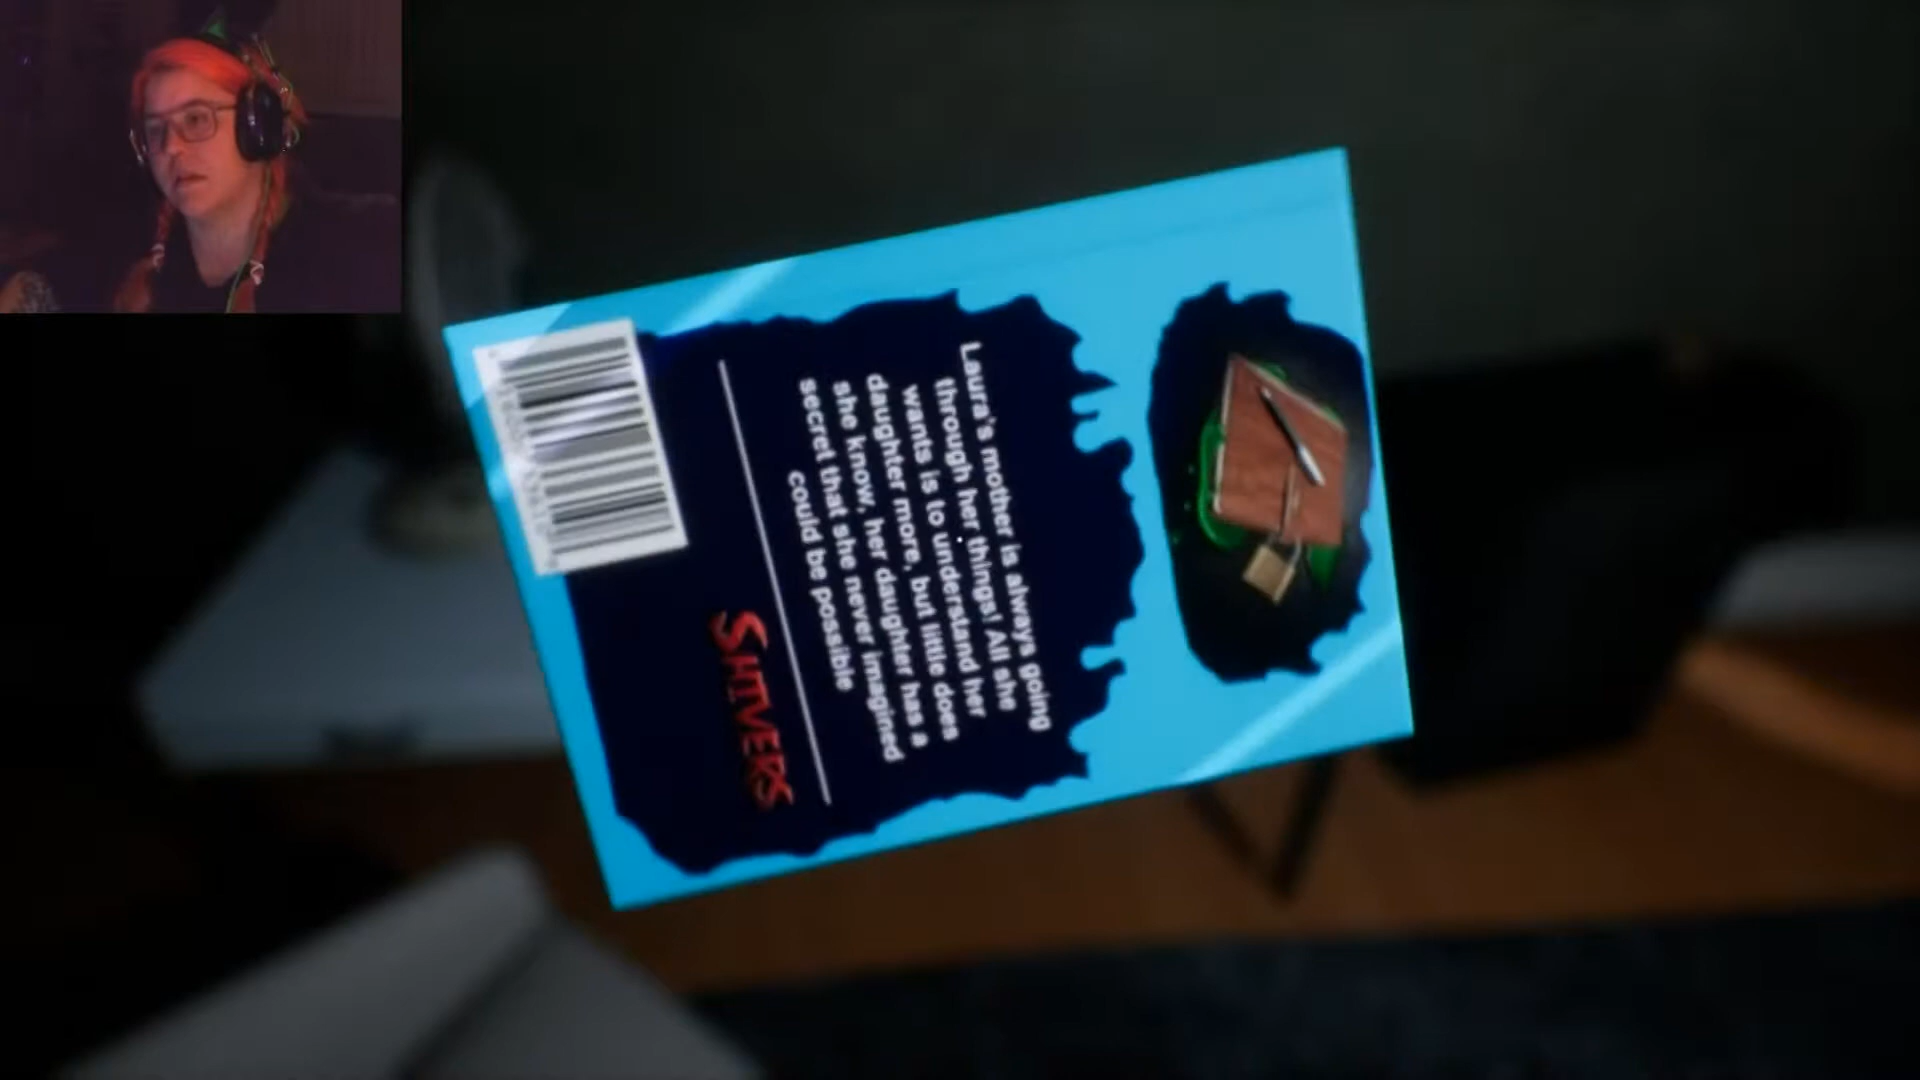 Laura's mother is always going
through her things! All she
wants is to understand her
daughter more, but little does
she know, her daughter has a
secret that she never imagined
could be possible
SHIVERS